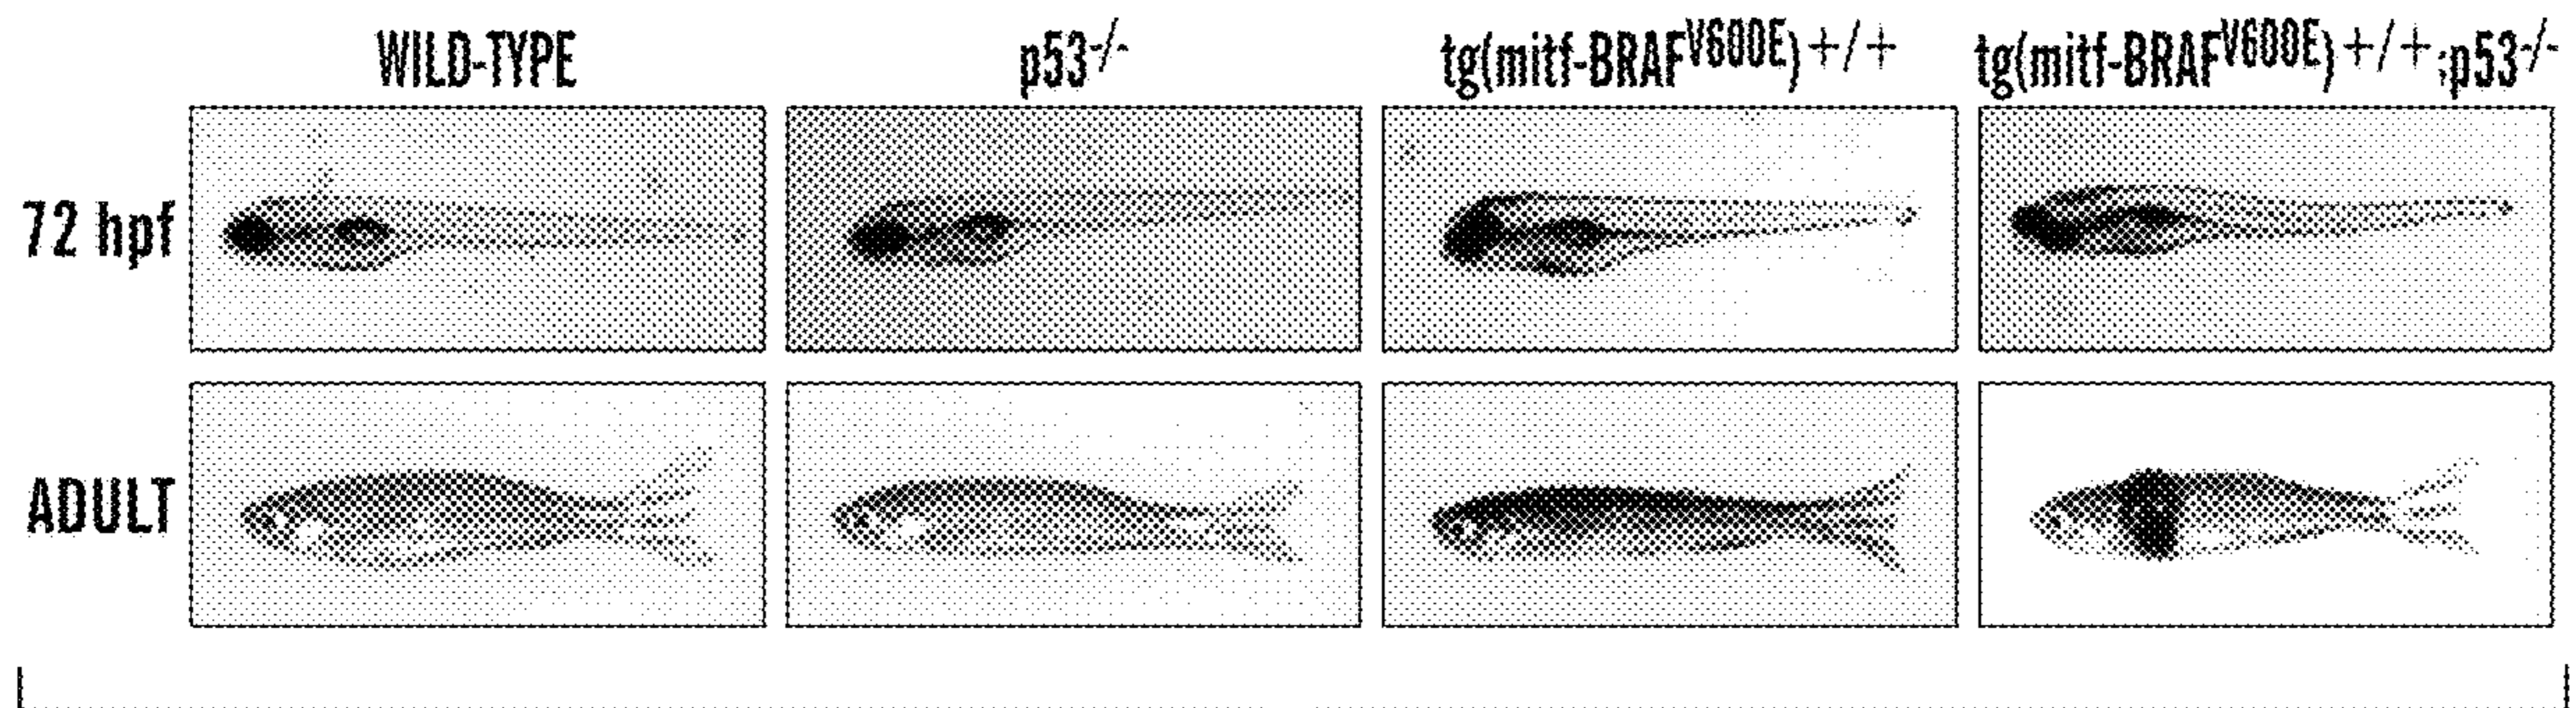 WILD-TYPE p53-/- tg(mitf-BRAFV600E)+/+ tg(mitf-BRAFV600E)+/+;p53-/-
72 hpf
ADULT